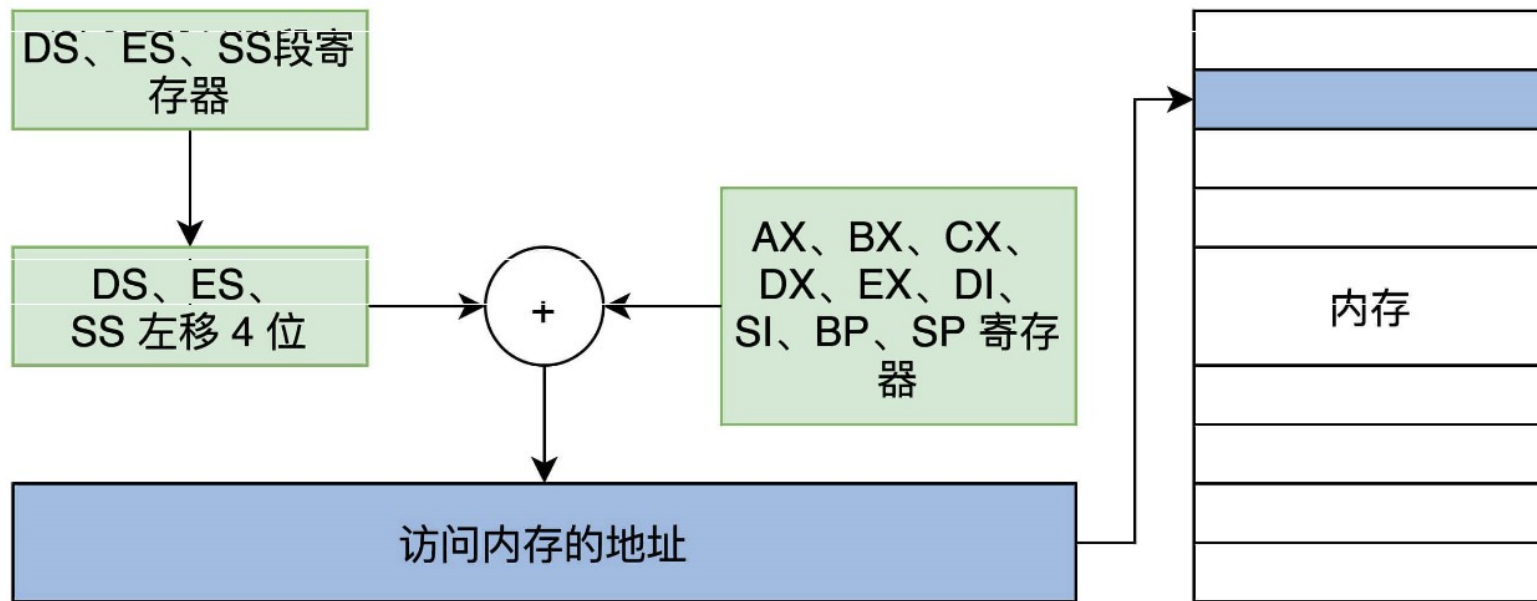 DS、ES、SS段寄
存器
DS、ES、
SS 左移 4 位
+
AX、BX、CX、
DX、EX、DI、
SI、BP、SP 寄存
器
内存
访问内存的地址